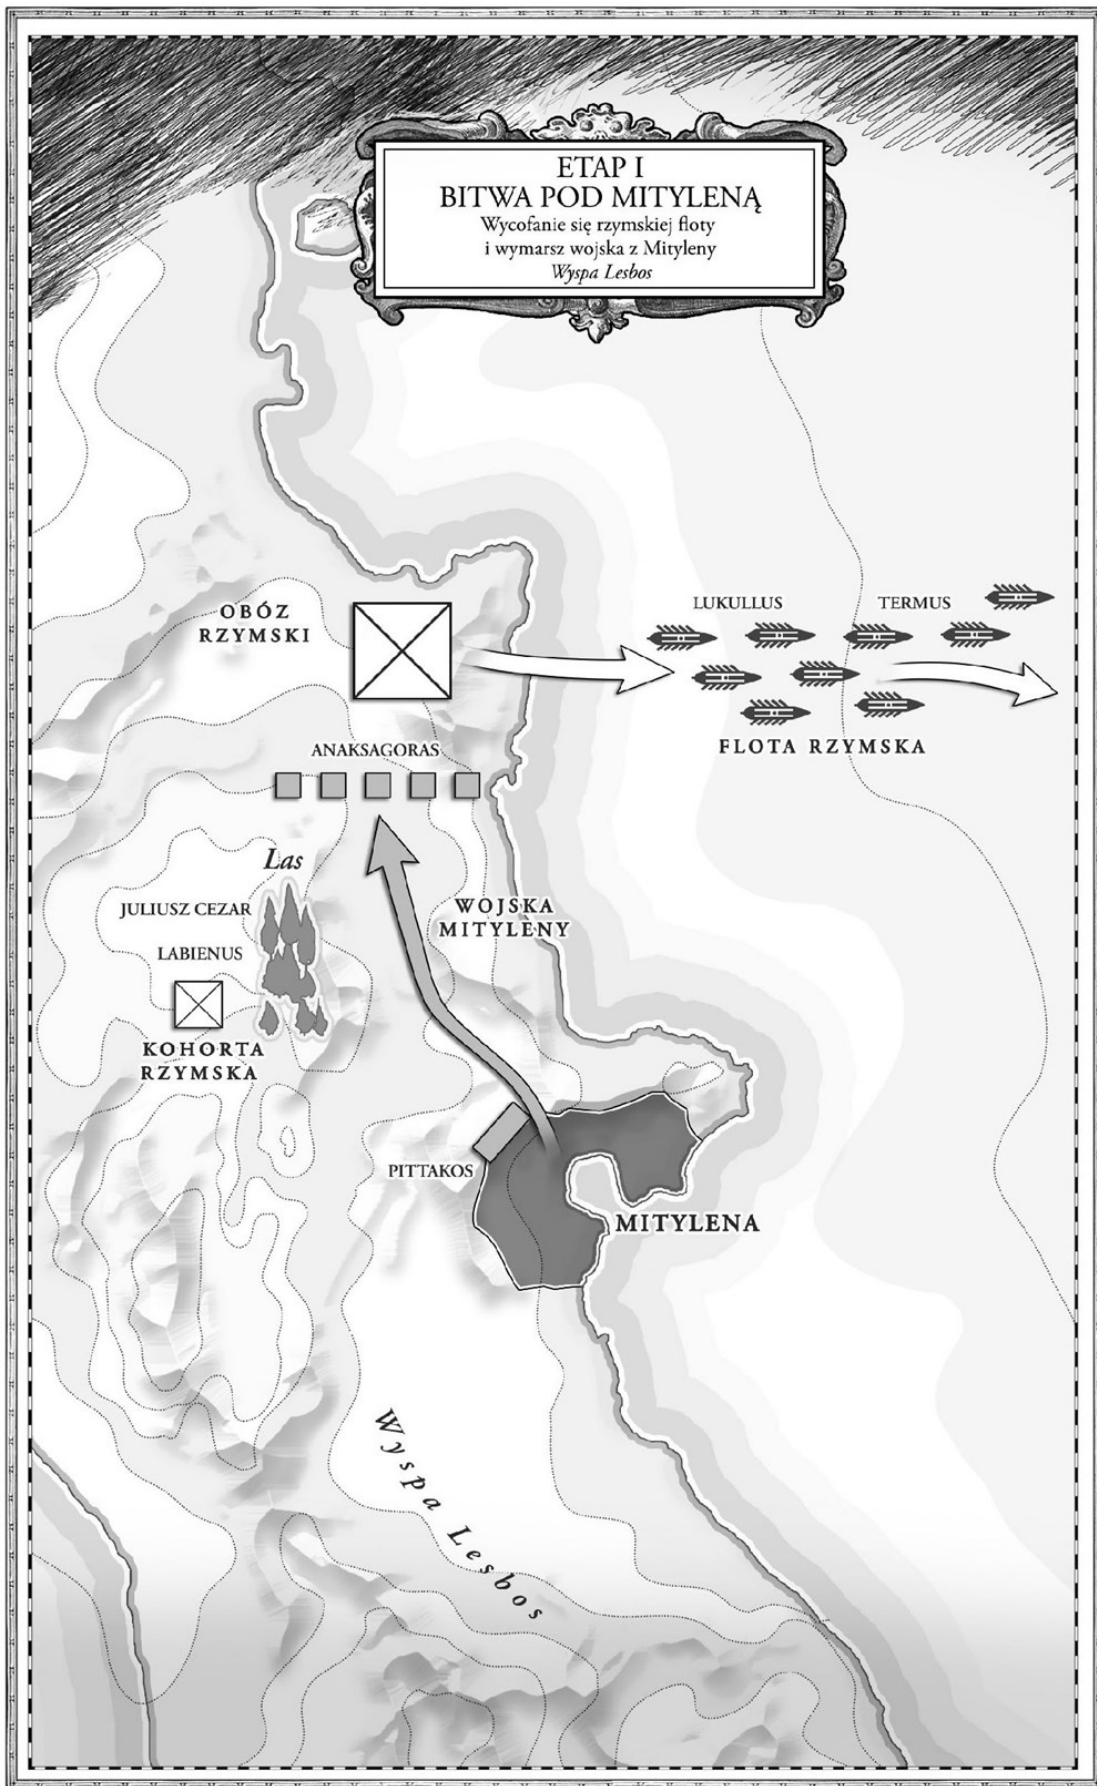 ETAP I
BITWA POD MITYLENĄ
Wycofanie się rzymskiej floty
i wymarsz wojska z Mityleny
Wyspa Lesbos
OBÓZ
RZYMSKI
LUKULLUS
TERMUS
FLOTA RZYMSKA
ANAKSAGORAS
Las
JULIUSZ CEZAR
LABIENUS
KOHORTA
RZYMSKA
WOJSKA
MITYLENY
PITTAKOS
MITYLENA
Wyspa Lesbos